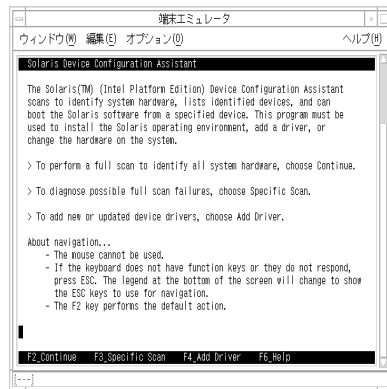 端末エミュレータ
ウィンドウ(W) 編集(E) オプション(O) ヘルプ(H)
Solaris Device Configuration Assistant
The Solaris(TM) (Intel Platform Edition) Device Configuration Assistant
scans to identify system hardware, lists identified devices, and can
boot the Solaris software from a specified device. This program must be
used to install the Solaris operating environment, add a driver, or
change the hardware on the system.
> To perform a full scan to identify all system hardware, choose Continue.
> To diagnose possible full scan failures, choose Specific Scan.
> To add new or updated device drivers, choose Add Driver.
About navigation...
- The mouse cannot be used.
- If the keyboard does not have function keys or they do not respond,
press ESC. The legend at the bottom of the screen will change to show
the ESC keys to use for navigation.
- The F2 key performs the default action.
F2_Continue F3_Specific Scan F4_Add Driver F6_Help
[---]